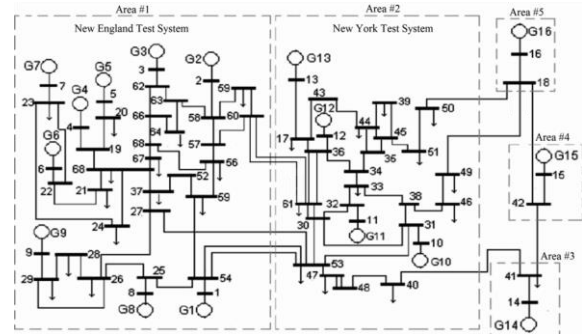 Area #1
New England Test System
Area #2
New York Test System
Area #5
Area #4
Area #3
G7
7
23
G4
4
G5
5
20
19
G6
6
22
21
68
24
G3
3
62
63
66
64
68
67
37
27
G2
2
58
59
60
57
56
52
59
G9
9
29
28
26
25
8
G8
54
1
G1
G13
13
17
43
G12
12
36
44
39
45
36
51
50
34
33
61
30
32
11
G11
38
31
10
G10
49
46
53
47
48
40
G16
16
18
G15
15
42
41
14
G14